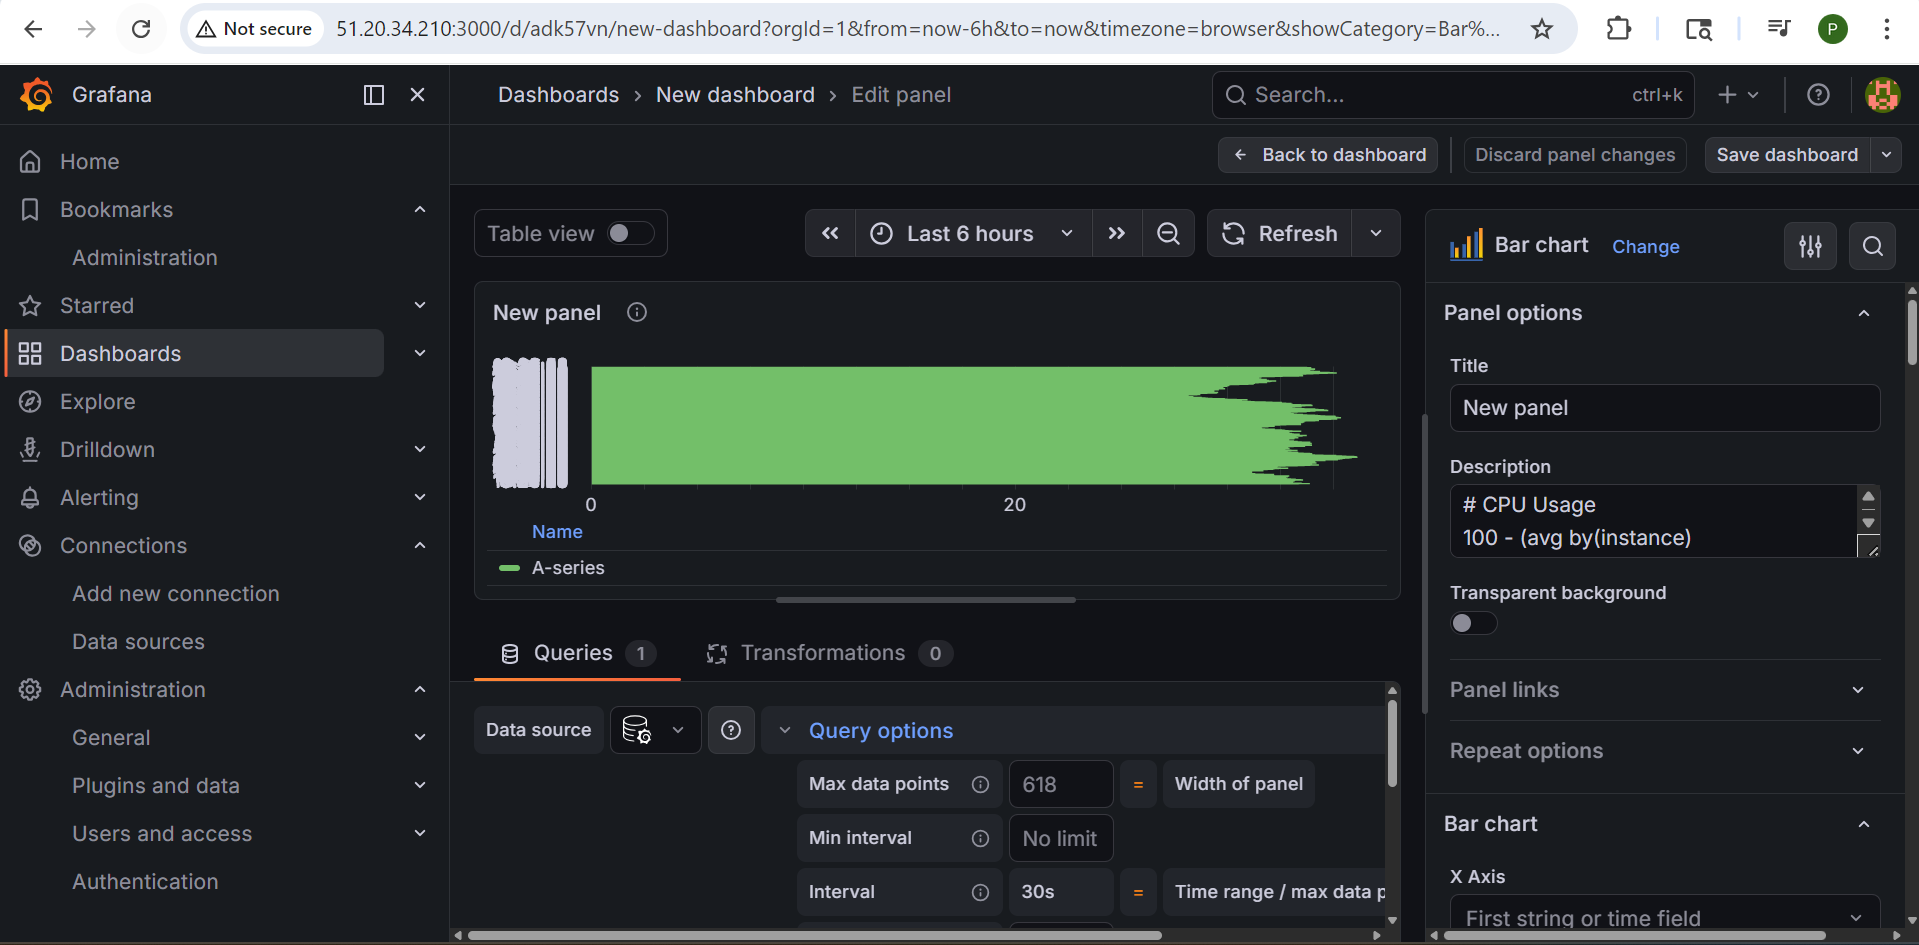 Not secure
51.20.34.210:3000/d/adk57vn/new-dashboard?orgId=1&from=now-6h&to=now&timezone=browser&showCategory=Bar%...
P
Grafana
Dashboards › New dashboard › Edit panel
Search...
ctrl+k
Back to dashboard
Discard panel changes
Save dashboard
Home
Bookmarks
Administration
Starred
Dashboards
Explore
Drilldown
Alerting
Connections
Add new connection
Data sources
Administration
General
Plugins and data
Users and access
Authentication
Table view
Last 6 hours
Refresh
New panel
0
20
Name
A-series
Queries 1
Transformations 0
Data source
Query options
Max data points
618
=
Width of panel
Min interval
No limit
Interval
30s
=
Time range / max data p
Bar chart
Change
Panel options
Title
New panel
Description
# CPU Usage
100 - (avg by(instance)
Transparent background
Panel links
Repeat options
Bar chart
X Axis
First string or time field